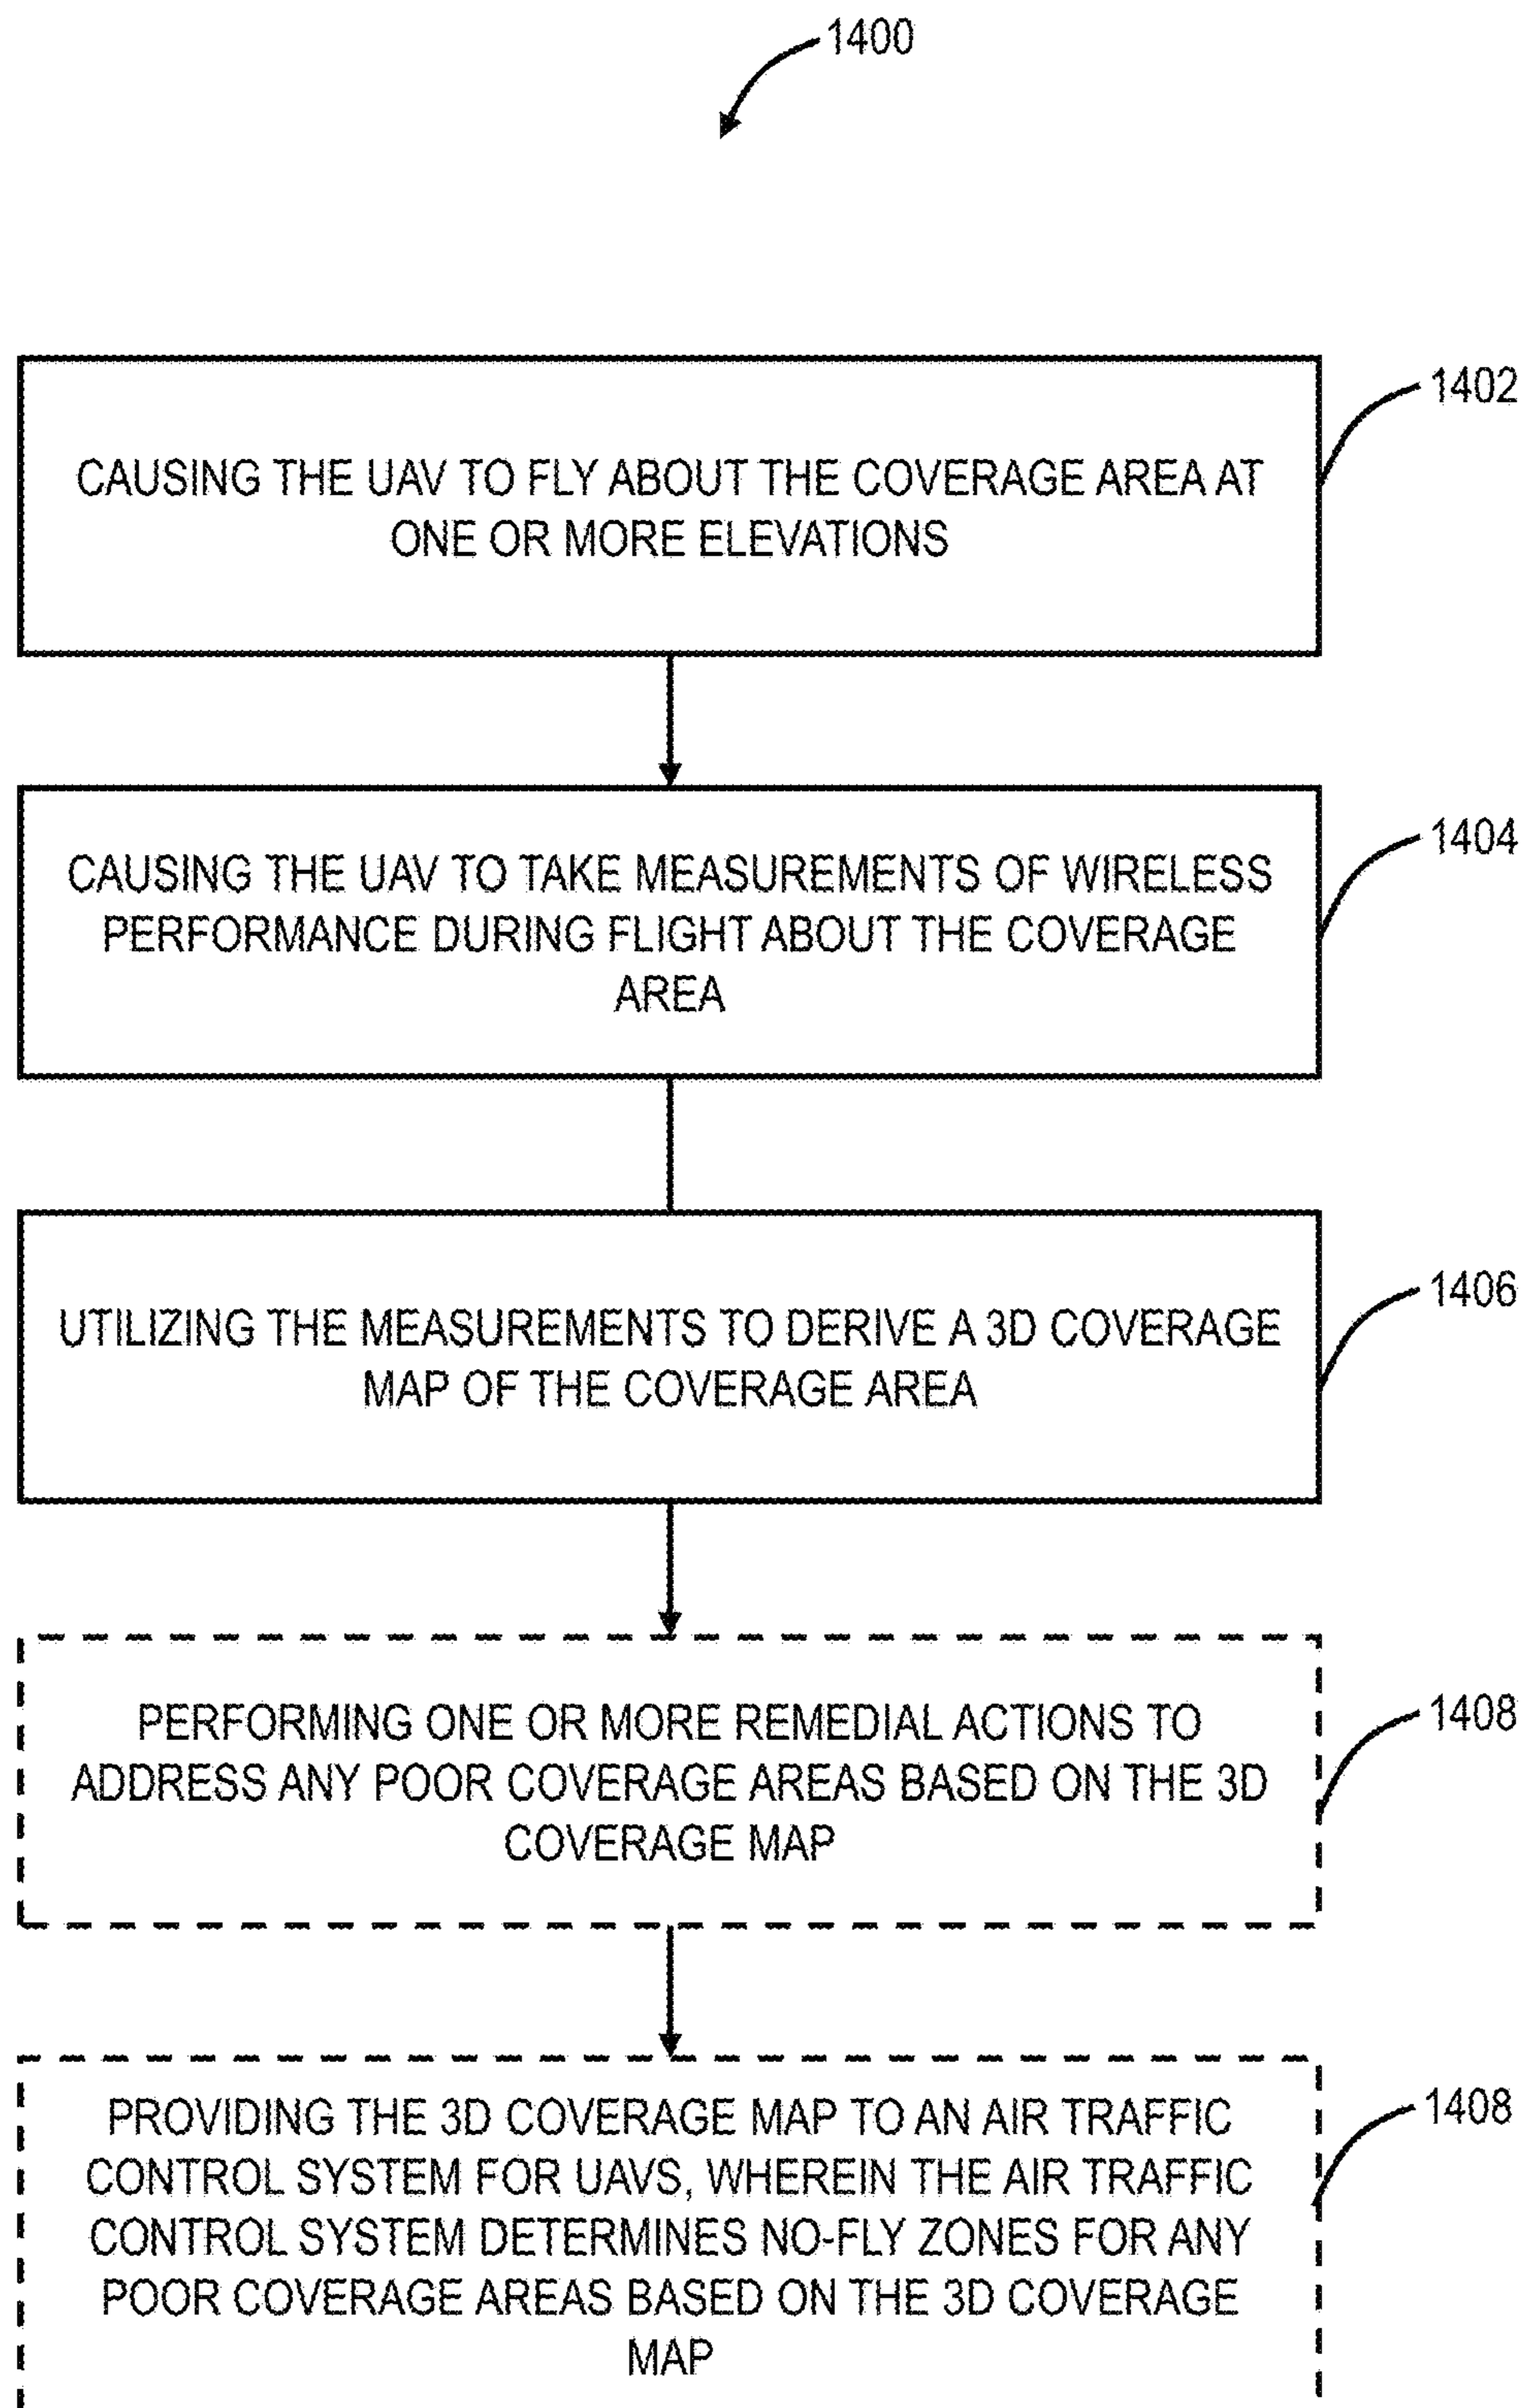 1400
1402
CAUSING THE UAV TO FLY ABOUT THE COVERAGE AREA AT
ONE OR MORE ELEVATIONS
1404
CAUSING THE UAV TO TAKE MEASUREMENTS OF WIRELESS
PERFORMANCE DURING FLIGHT ABOUT THE COVERAGE
AREA
1406
UTILIZING THE MEASUREMENTS TO DERIVE A 3D COVERAGE
MAP OF THE COVERAGE AREA
1408
PERFORMING ONE OR MORE REMEDIAL ACTIONS TO
ADDRESS ANY POOR COVERAGE AREAS BASED ON THE 3D
COVERAGE MAP
1408
PROVIDING THE 3D COVERAGE MAP TO AN AIR TRAFFIC
CONTROL SYSTEM FOR UAVS, WHEREIN THE AIR TRAFFIC
CONTROL SYSTEM DETERMINES NO-FLY ZONES FOR ANY
POOR COVERAGE AREAS BASED ON THE 3D COVERAGE
MAP